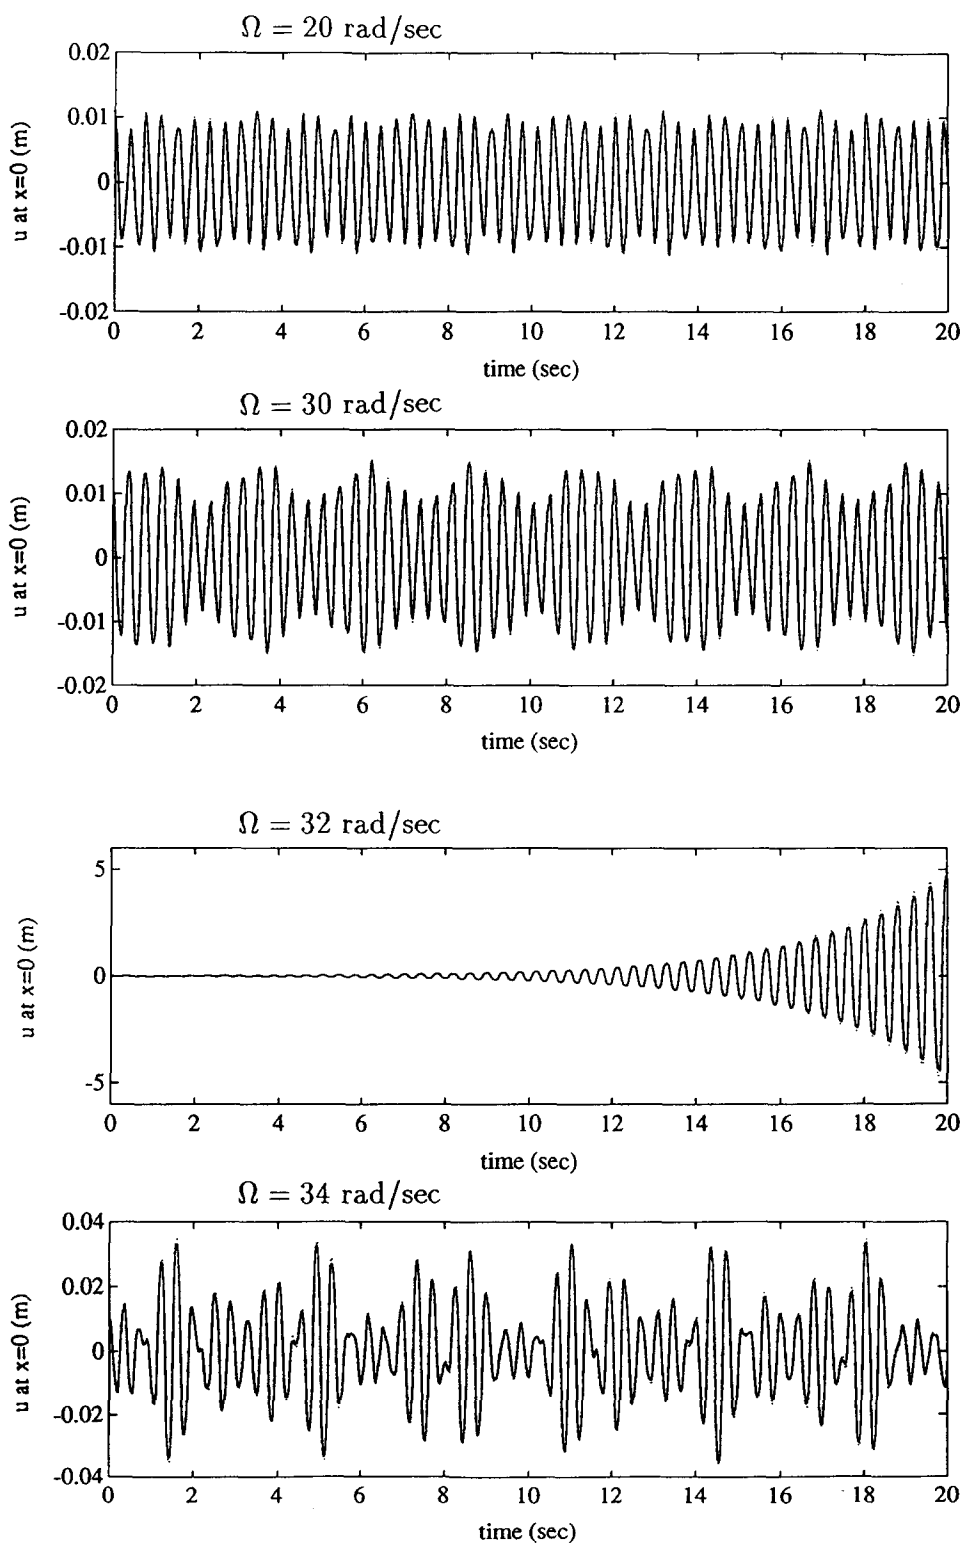 Ω = 20 rad/sec
0.02
0.01
0
-0.01
-0.02
u at x=0 (m)
0 2 4 6 8 10 12 14 16 18 20
time (sec)
Ω = 30 rad/sec
0.02
0.01
0
-0.01
-0.02
u at x=0 (m)
0 2 4 6 8 10 12 14 16 18 20
time (sec)
Ω = 32 rad/sec
5
0
-5
u at x=0 (m)
0 2 4 6 8 10 12 14 16 18 20
time (sec)
Ω = 34 rad/sec
0.04
0.02
0
-0.02
-0.04
u at x=0 (m)
0 2 4 6 8 10 12 14 16 18 20
time (sec)